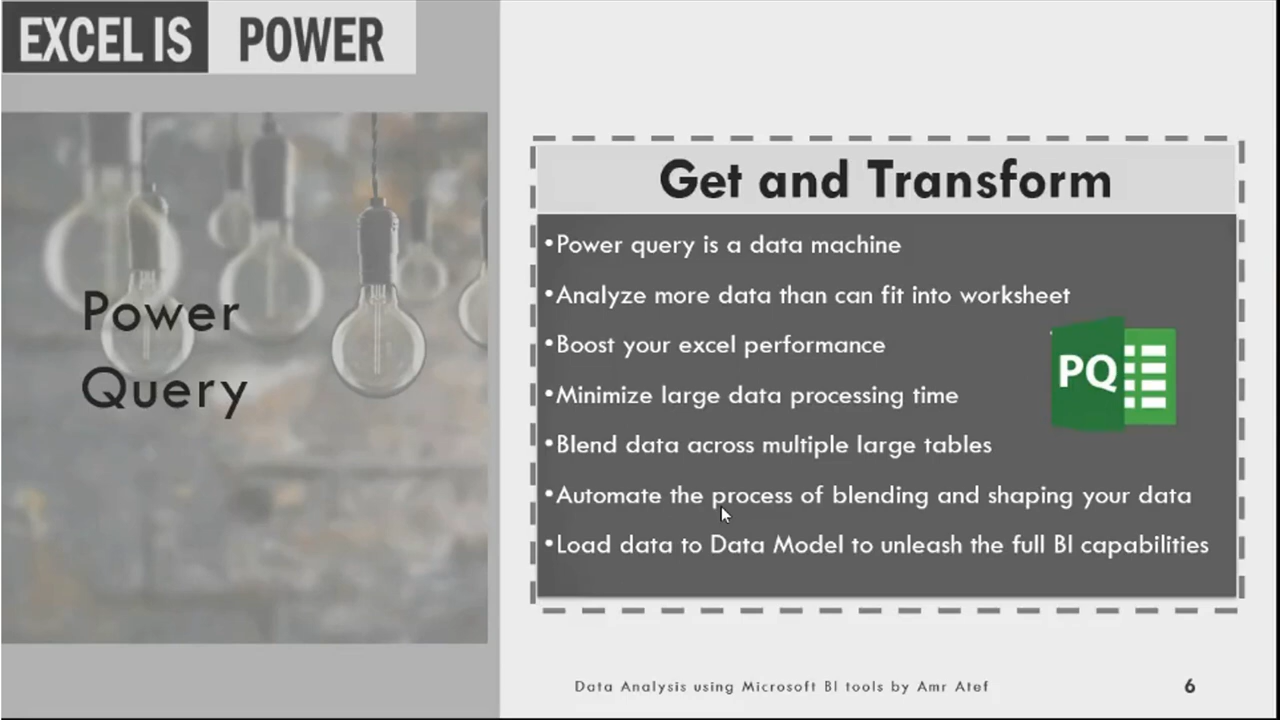 EXCEL IS POWER
Power
Query
Get and Transform
•Power query is a data machine
•Analyze more data than can fit into worksheet
•Boost your excel performance
•Minimize large data processing time
•Blend data across multiple large tables
•Automate the process of blending and shaping your data
•Load data to Data Model to unleash the full BI capabilities
PQ
Data Analysis using Microsoft BI tools by Amr Atef
6